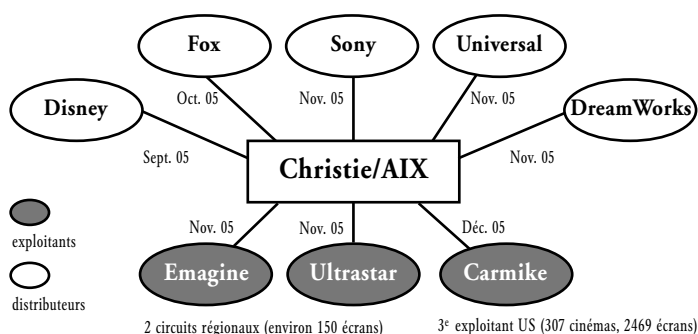 Fox
Sony
Universal
Disney
DreamWorks
Oct. 05
Nov. 05
Nov. 05
Sept. 05
Nov. 05
Christie/AIX
Nov. 05
Nov. 05
Déc. 05
exploitants
Emagine
Ultrastar
Carmike
distributeurs
2 circuits régionaux (environ 150 écrans)
3e exploitant US (307 cinémas, 2469 écrans)